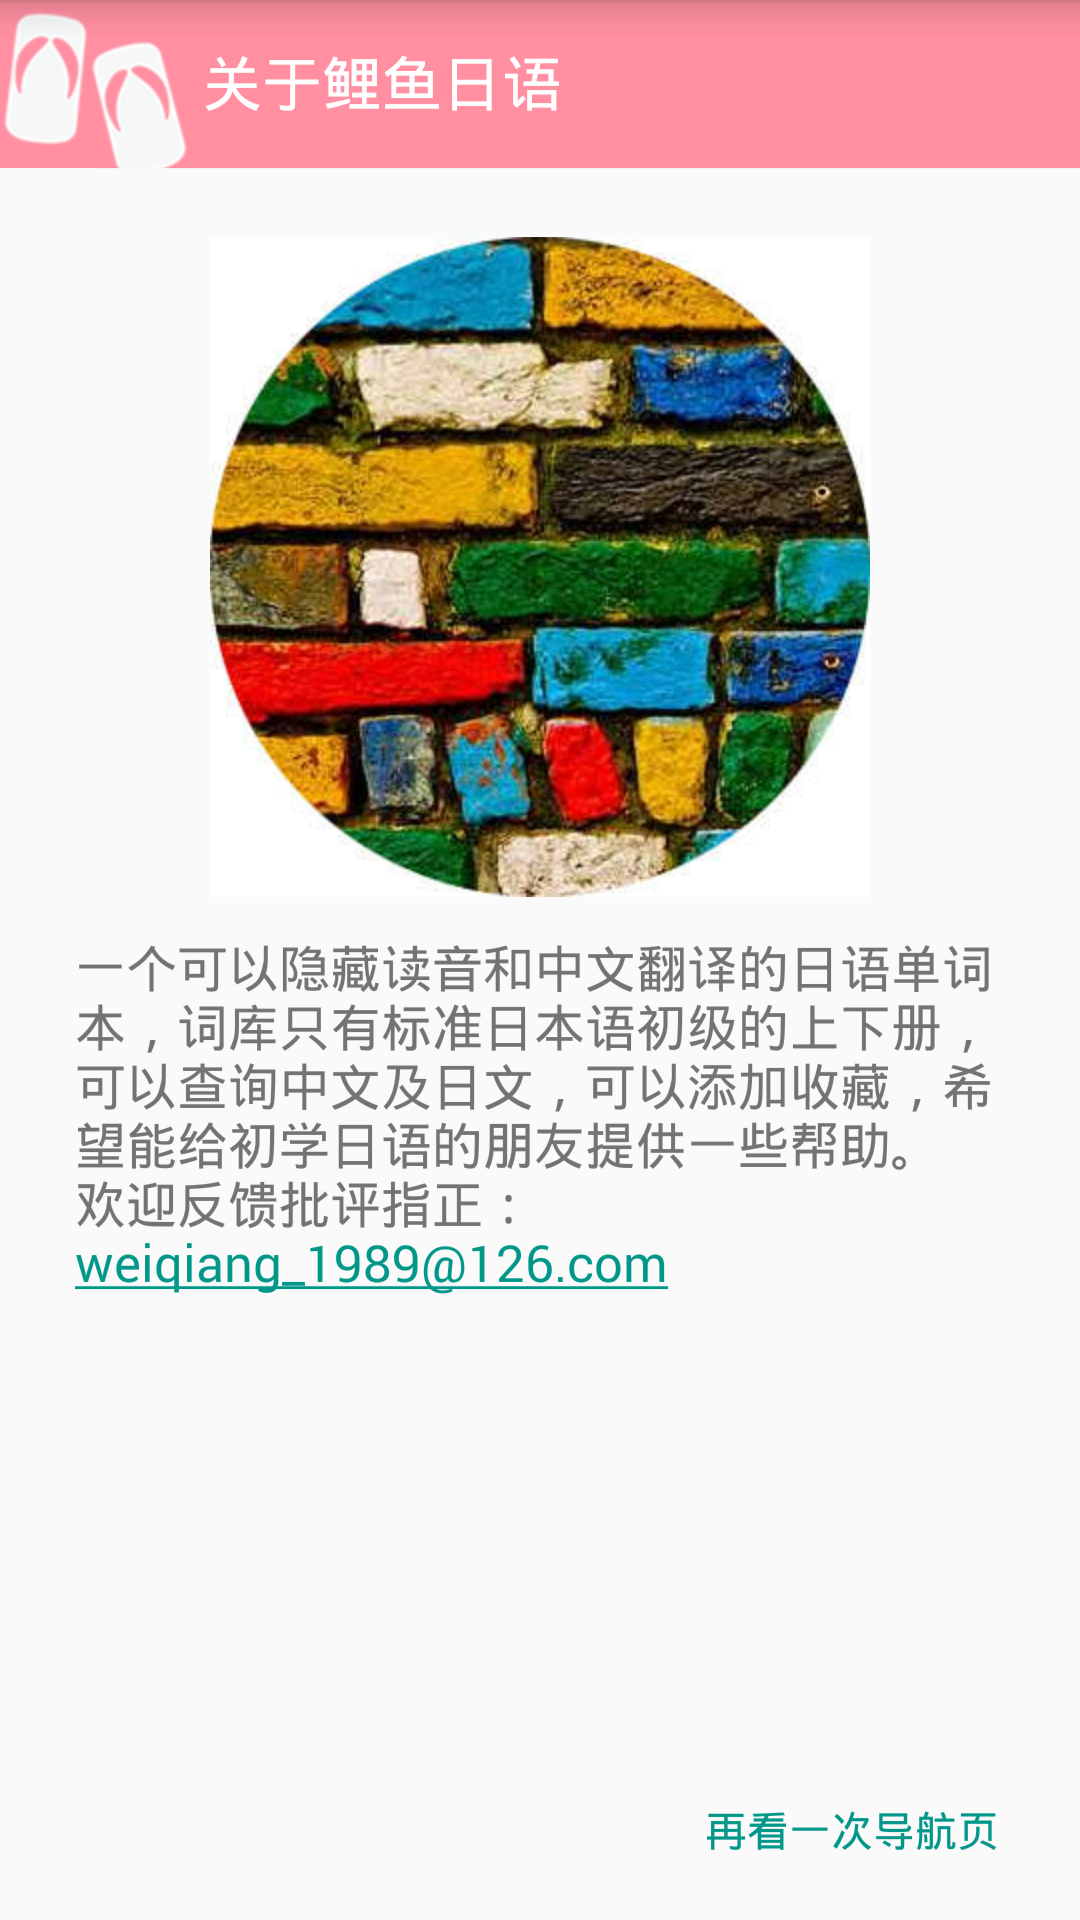 关于鲤鱼日语
一个可以隐藏读音和中文翻译的日语单词
本，词库只有标准日本语初级的上下册，
可以查询中文及日文，可以添加收藏，希
望能给初学日语的朋友提供一些帮助。
欢迎反馈批评指正：
weiqiang_1989@126.com
再看一次导航页